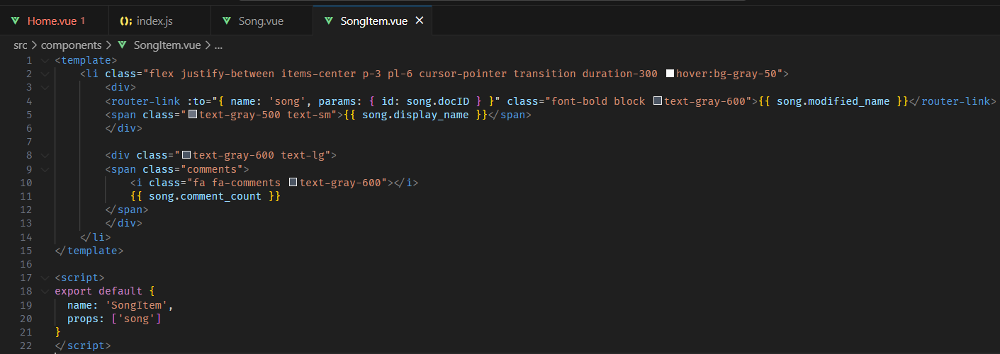 Home.vue 1 index.js Song.vue SongItem.vue ×
src > components > SongItem.vue > ...
1 <template>
2 <li class="flex justify-between items-center p-3 pl-6 cursor-pointer transition duration-300 hover:bg-gray-50">
3 <div>
4 <router-link :to="{ name: 'song', params: { id: song.docID } }" class="font-bold block text-gray-600">{{ song.modified_name }}</router-link>
5 <span class="text-gray-500 text-sm">{{ song.display_name }}</span>
6 </div>
7
8 <div class="text-gray-600 text-lg">
9 <span class="comments">
10 <i class="fa fa-comments text-gray-600"></i>
11 {{ song.comment_count }}
12 </span>
13 </div>
14 </li>
15 </template>
16
17 <script>
18 export default {
19 name: 'SongItem',
20 props: ['song']
21 }
22 </script>